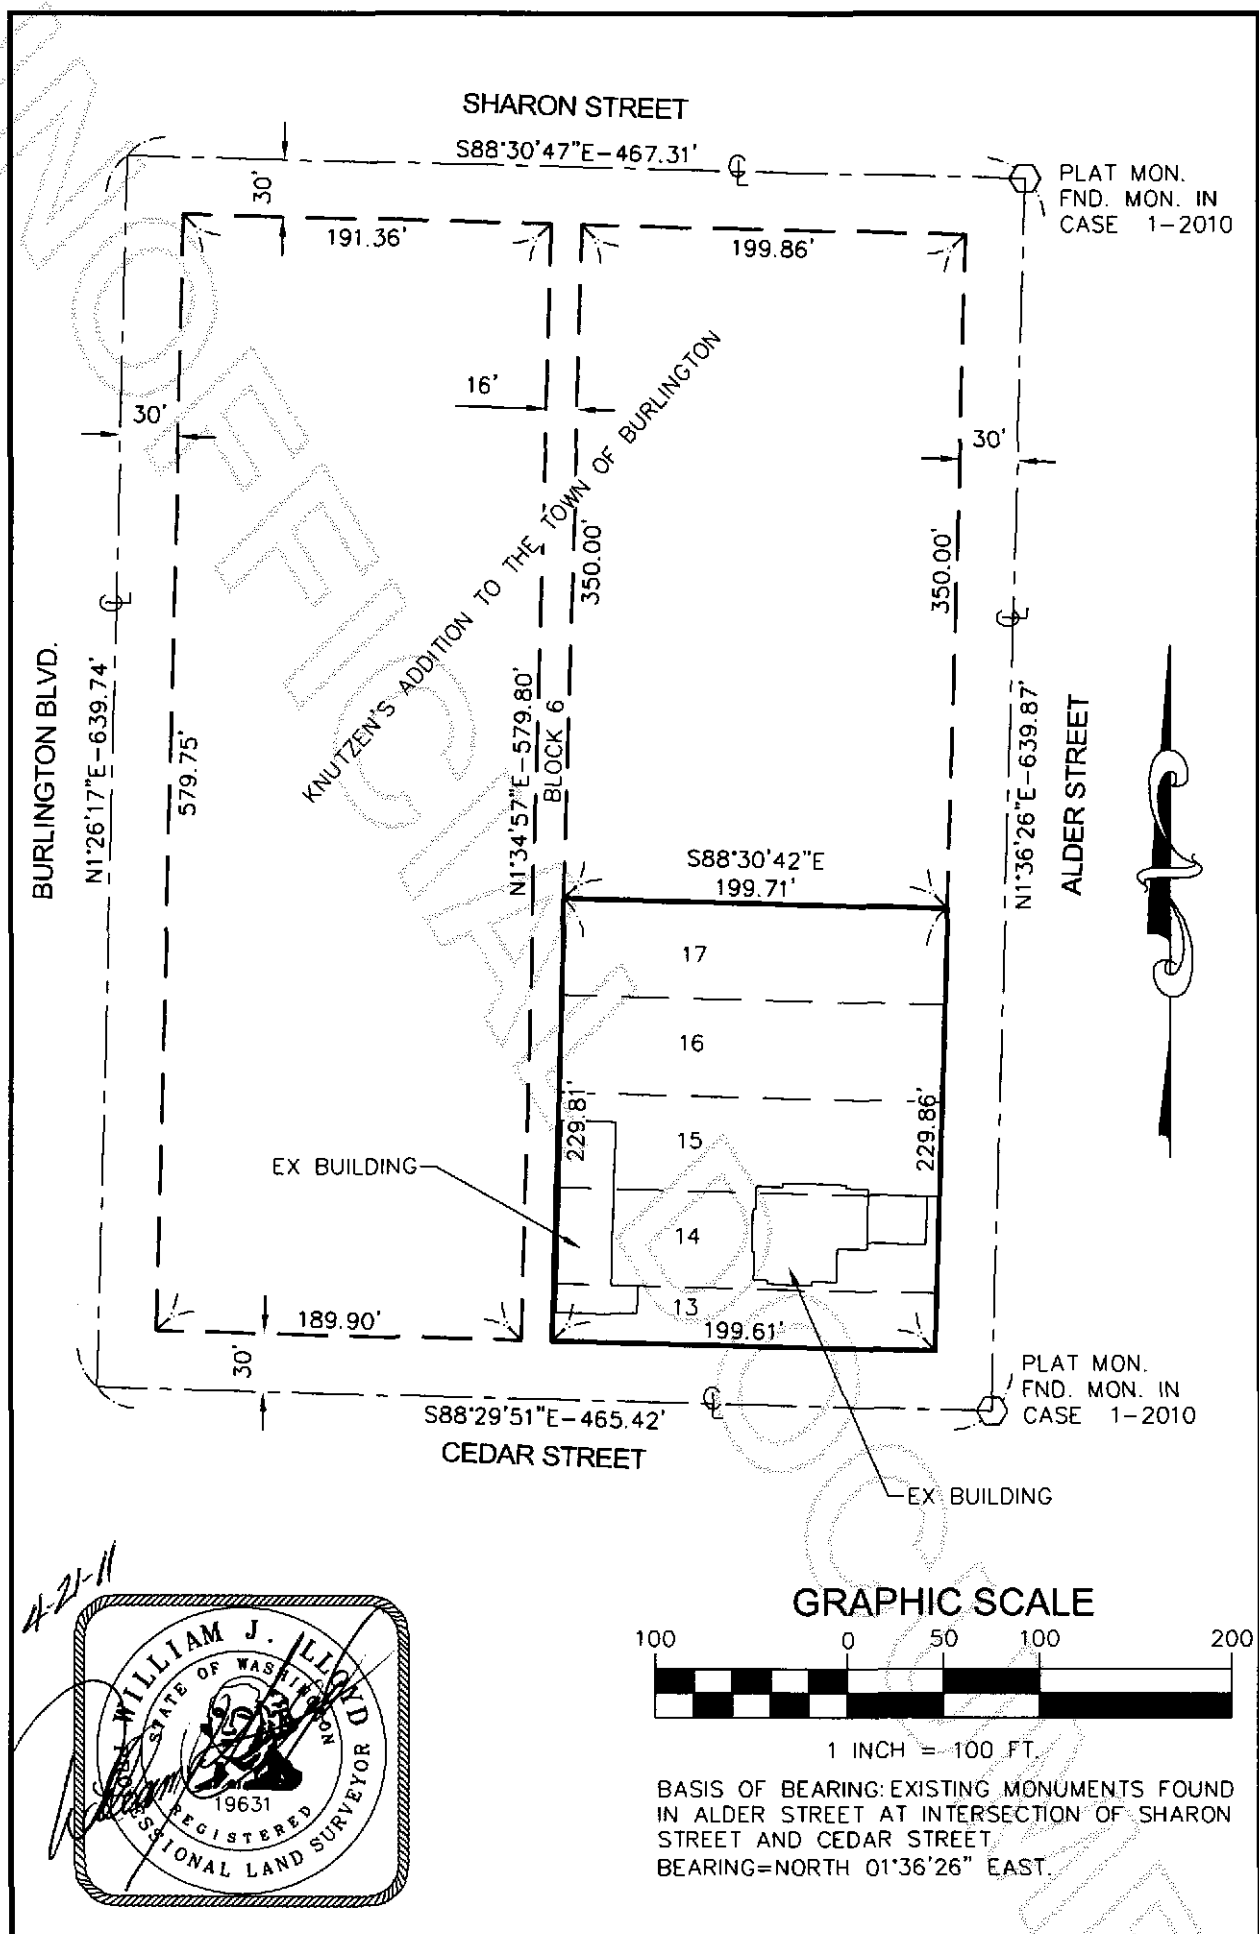 SHARON STREET
S88°30'47"E-467.31'
30'
PLAT MON.
FND. MON. IN
CASE 1-2010
191.36'
199.86'
16'
30'
30'
KNUTZEN'S ADDITION TO THE TOWN OF BURLINGTON
350.00'
350.00'
BURLINGTON BLVD.
N1°26'17"E-639.74'
579.75'
N1°34'57"E-579.80'
BLOCK 6
N1°36'26"E-639.87'
ALDER STREET
S88°30'42"E
199.71'
17
16
229.81'
229.86'
15
EX BUILDING
14
13
189.90'
199.61'
30'
PLAT MON.
FND. MON. IN
CASE 1-2010
S88°29'51"E-465.42'
CEDAR STREET
EX BUILDING
4-21-11
WILLIAM J. LLOYD
STATE OF WASHINGTON
19631
REGISTERED
PROFESSIONAL LAND SURVEYOR
GRAPHIC SCALE
100 0 50 100 200
1 INCH = 100 FT.
BASIS OF BEARING: EXISTING MONUMENTS FOUND
IN ALDER STREET AT INTERSECTION OF SHARON
STREET AND CEDAR STREET
BEARING=NORTH 01°36'26" EAST.
UNOFFICIAL DOCUME